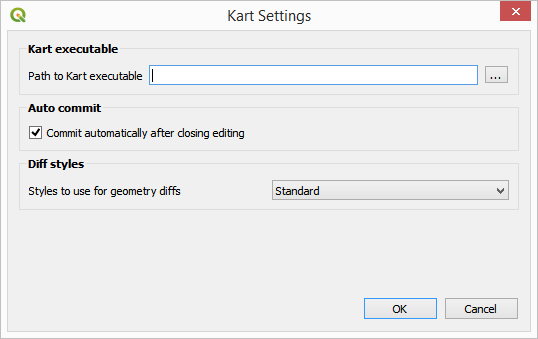 Kart Settings
Kart executable
Path to Kart executable
...
Auto commit
Commit automatically after closing editing
Diff styles
Styles to use for geometry diffs Standard
OK Cancel